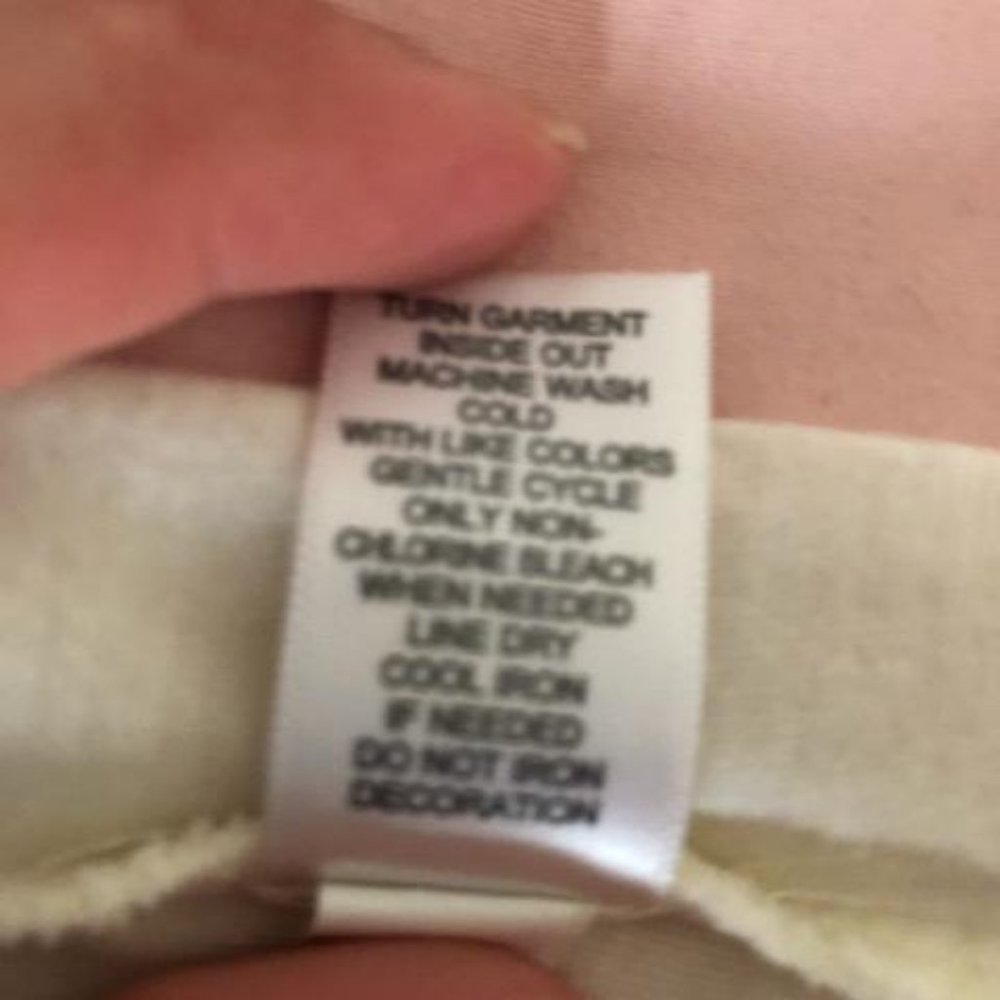 TURN GARMENT
INSIDE OUT
MACHINE WASH
COLD
WITH LIKE COLORS
GENTLE CYCLE
ONLY NON-
CHLORINE BLEACH
WHEN NEEDED
LINE DRY
COOL IRON
IF NEEDED
DO NOT IRON
DECORATION